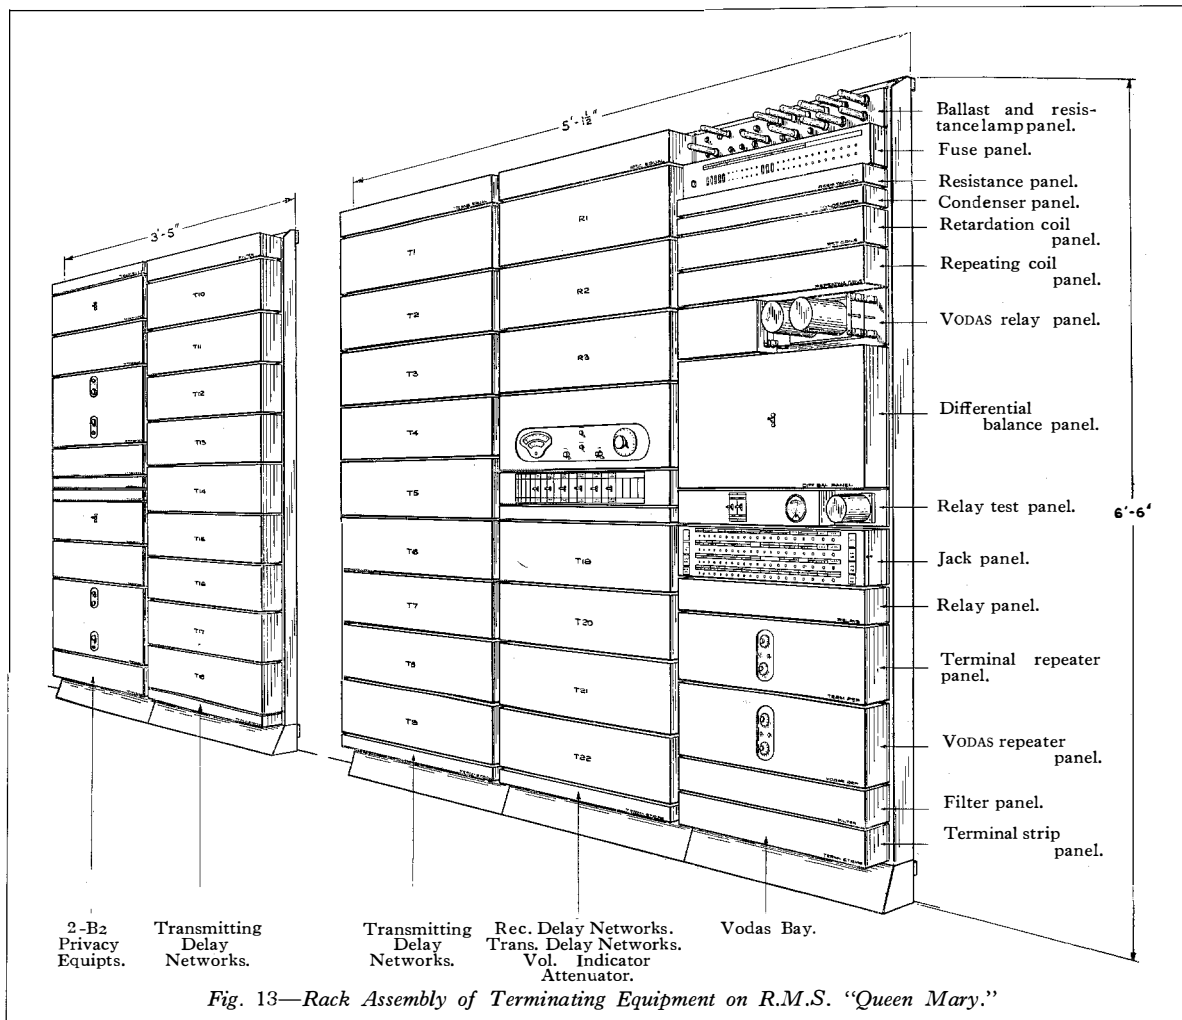 5'-1½"
3'-5"
6'-6"
Ballast and resis-
tance lamp panel.
Fuse panel.
Resistance panel.
Condenser panel.
Retardation coil
panel.
Repeating coil
panel.
VODAS relay panel.
Differential
balance panel.
Relay test panel.
Jack panel.
Relay panel.
Terminal repeater
panel.
VODAS repeater
panel.
Filter panel.
Terminal strip
panel.
T10
T11
T12
T13
T14
T15
T16
T17
T1
T2
T3
T4
T5
T6
T7
T8
T9
R1
R2
R3
T20
T21
T22
DIFF BAL PANEL
FILTER
2-B2
Privacy
Equipts.
Transmitting
Delay
Networks.
Transmitting
Delay
Networks.
Rec. Delay Networks.
Trans. Delay Networks.
Vol. Indicator
Attenuator.
Vodas Bay.
Fig. 13—Rack Assembly of Terminating Equipment on R.M.S. “Queen Mary.”